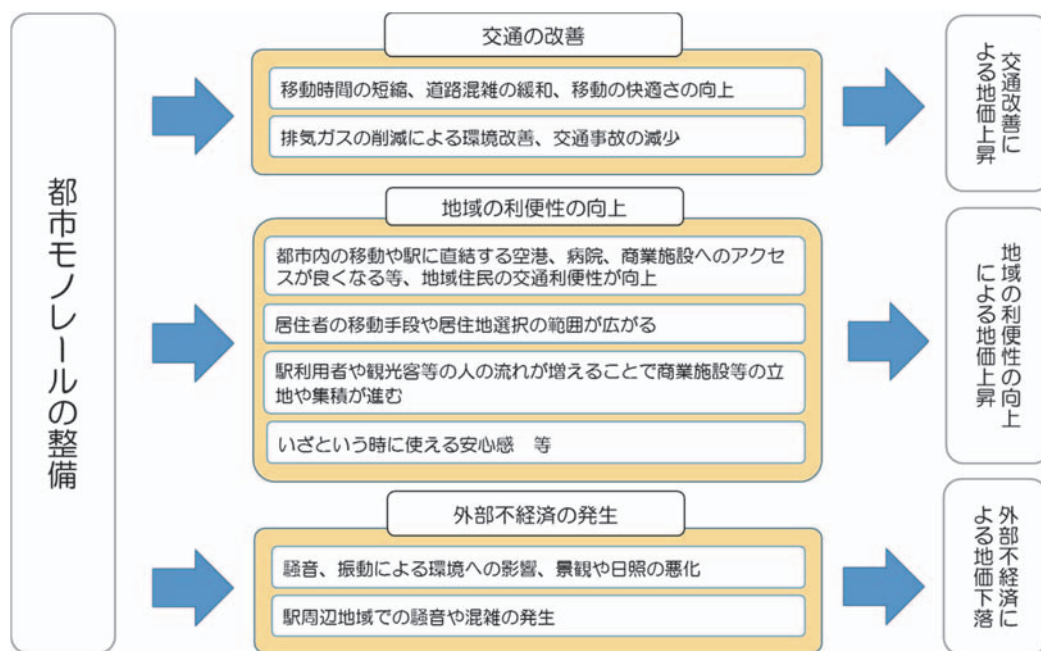 都市モノレールの整備
交通の改善
移動時間の短縮、道路混雑の緩和、移動の快適さの向上
排気ガスの削減による環境改善、交通事故の減少
交通改善に
よる地価上昇
地域の利便性の向上
都市内の移動や駅に直結する空港、病院、商業施設へのアクセ
スが良くなる等、地域住民の交通利便性が向上
居住者の移動手段や居住地選択の範囲が広がる
駅利用者や観光客等の人の流れが増えることで商業施設等の立
地や集積が進む
いざという時に使える安心感　等
地域の利便性の向上
による地価上昇
外部不経済の発生
騒音、振動による環境への影響、景観や日照の悪化
駅周辺地域での騒音や混雑の発生
外部不経済に
よる地価下落